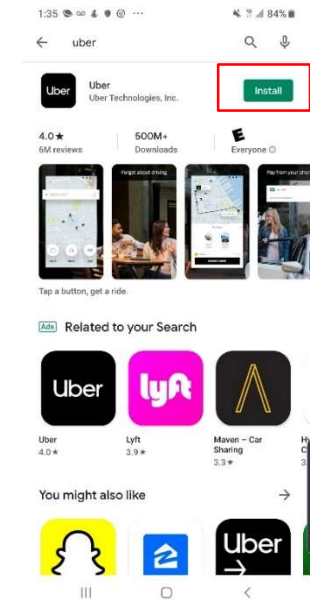 1:35
84%
uber
Uber
Uber
Uber Technologies, Inc.
Install
4.0★
6M reviews
500M+
Downloads
E
Everyone
Forget about driving
Pay from your phone
Tap a button, get a ride.
Ads Related to your Search
Uber
lyft
Uber
4.0★
Lyft
3.9★
Maven – Car
Sharing
3.3★
You might also like
Uber